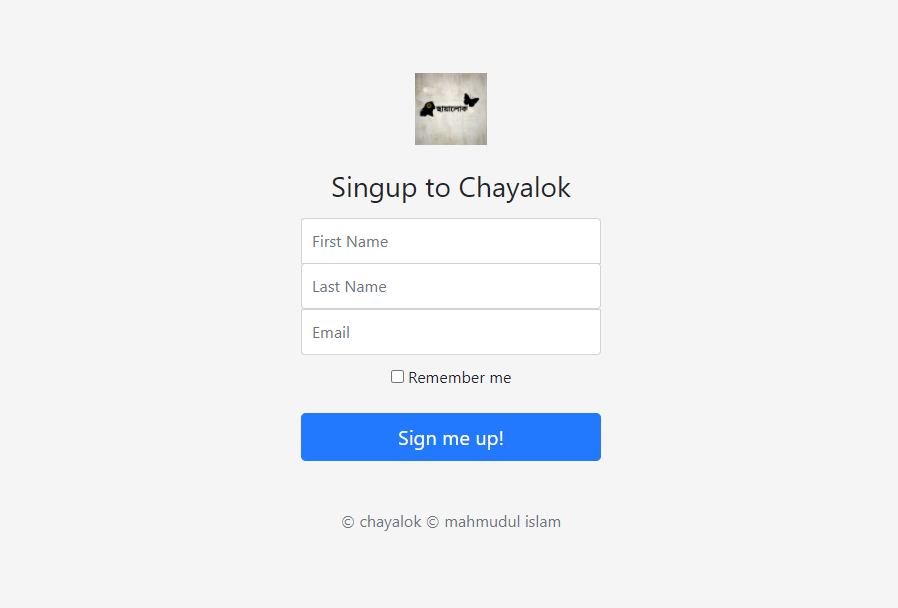 ছায়ালোক
Singup to Chayalok
First Name
Last Name
Email
Remember me
Sign me up!
© chayalok © mahmudul islam